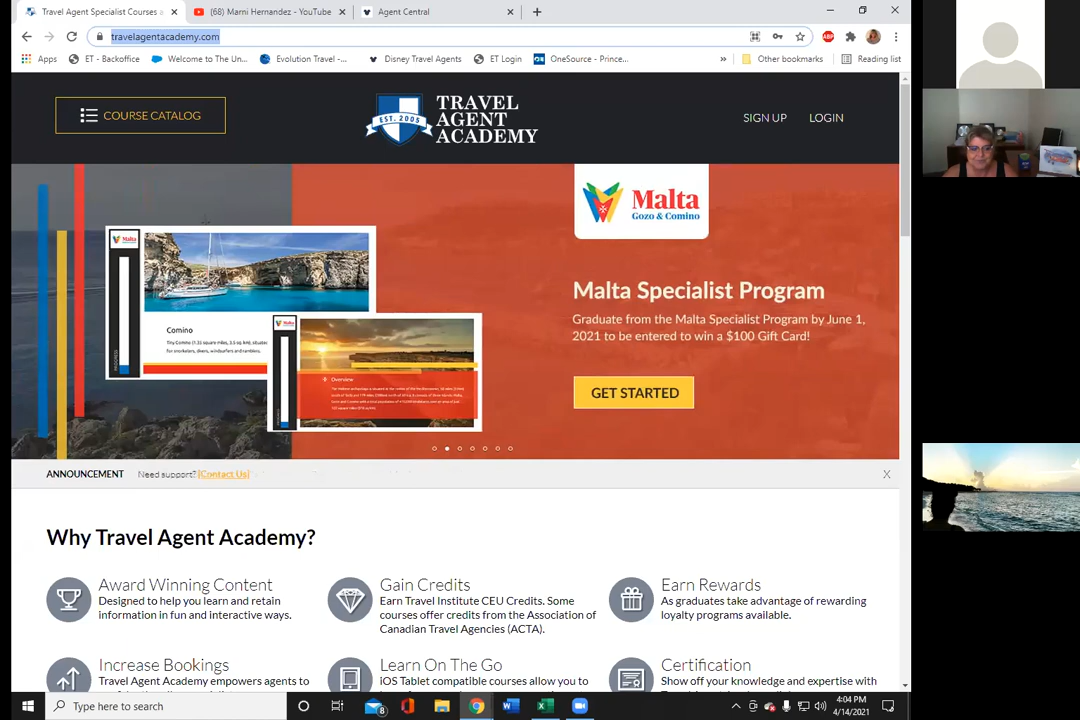 Travel Agent Specialist Courses a
(68) Marni Hernandez - YouTube
Agent Central
travelagentacademy.com
ABP
Apps
ET - Backoffice
Welcome to The Un...
Evolution Travel -...
Disney Travel Agents
ET Login
OneSource - Prince...
»
Other bookmarks
Reading list
COURSE CATALOG
EST. 2005
TRAVEL
AGENT
ACADEMY
SIGN UP
LOGIN
Malta
Gozo & Comino
Malta
Comino
Malta
Overview
Malta Specialist Program
Graduate from the Malta Specialist Program by June 1,
2021 to be entered to win a $100 Gift Card!
GET STARTED
ANNOUNCEMENT
Need support? [Contact Us]
X
Why Travel Agent Academy?
Award Winning Content
Designed to help you learn and retain
information in fun and interactive ways.
Gain Credits
Earn Travel Institute CEU Credits. Some
courses offer credits from the Association of
Canadian Travel Agencies (ACTA).
Earn Rewards
As graduates take advantage of rewarding
loyalty programs available.
Increase Bookings
Travel Agent Academy empowers agents to
Learn On The Go
IOS Tablet compatible courses allow you to
Certification
Show off your knowledge and expertise with
Type here to search
8
4:04 PM
4/14/2021